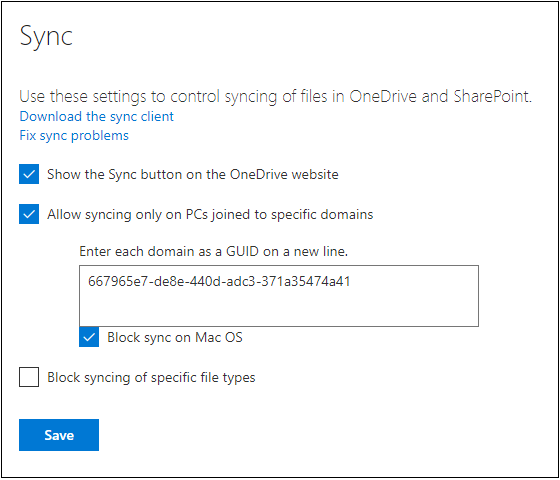 Sync
Use these settings to control syncing of files in OneDrive and SharePoint.
Download the sync client
Fix sync problems
Show the Sync button on the OneDrive website
Allow syncing only on PCs joined to specific domains
Enter each domain as a GUID on a new line.
667965e7-de8e-440d-adc3-371a35474a41
Block sync on Mac OS
Block syncing of specific file types
Save